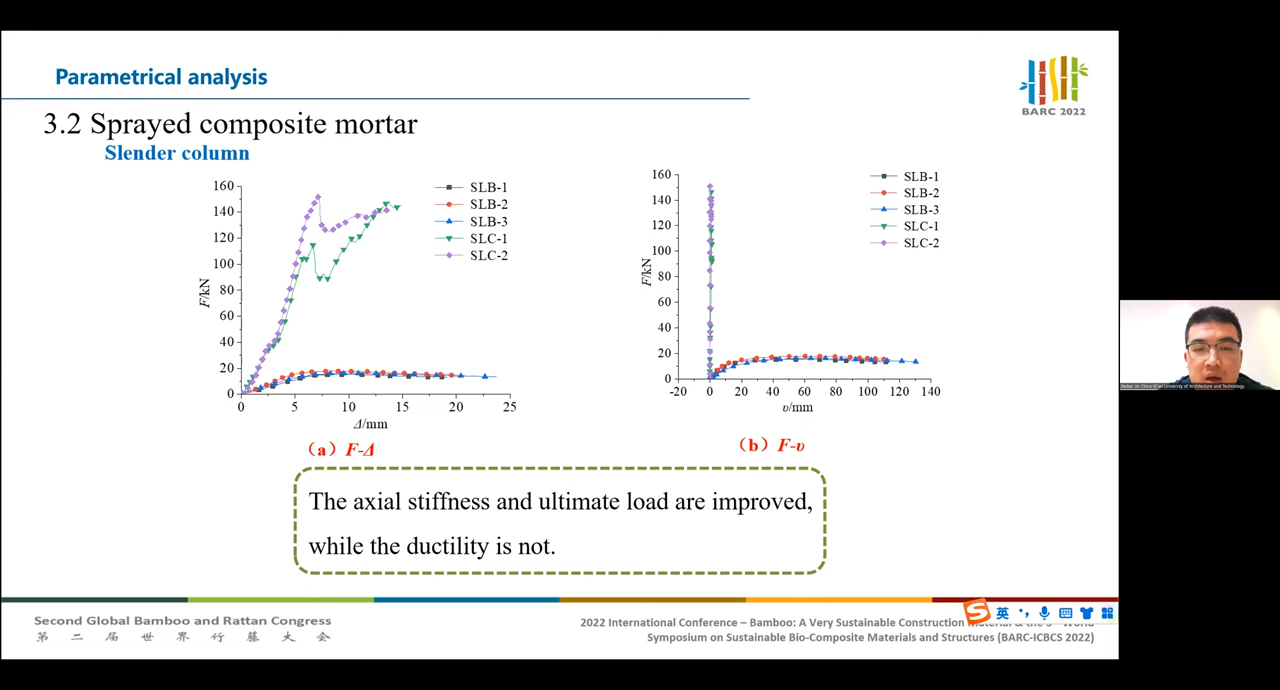 Parametrical analysis
BARC 2022
3.2 Sprayed composite mortar
Slender column
160
140
120
100
80
60
40
20
0
F/kN
0 5 10 15 20 25
Δ/mm
SLB-1
SLB-2
SLB-3
SLC-1
SLC-2
（a）F-Δ
160
140
120
100
80
60
40
20
0
F/kN
-20 0 20 40 60 80 100 120 140
υ/mm
SLB-1
SLB-2
SLB-3
SLC-1
SLC-2
（b）F-υ
The axial stiffness and ultimate load are improved,
while the ductility is not.
Second Global Bamboo and Rattan Congress
第二届世界竹藤大会
S 英
2022 International Conference – Bamboo: A Very Sustainable Construction
Symposium on Sustainable Bio-Composite Materials and Structures (BARC-ICBCS 2022)
University of Architecture and Technology